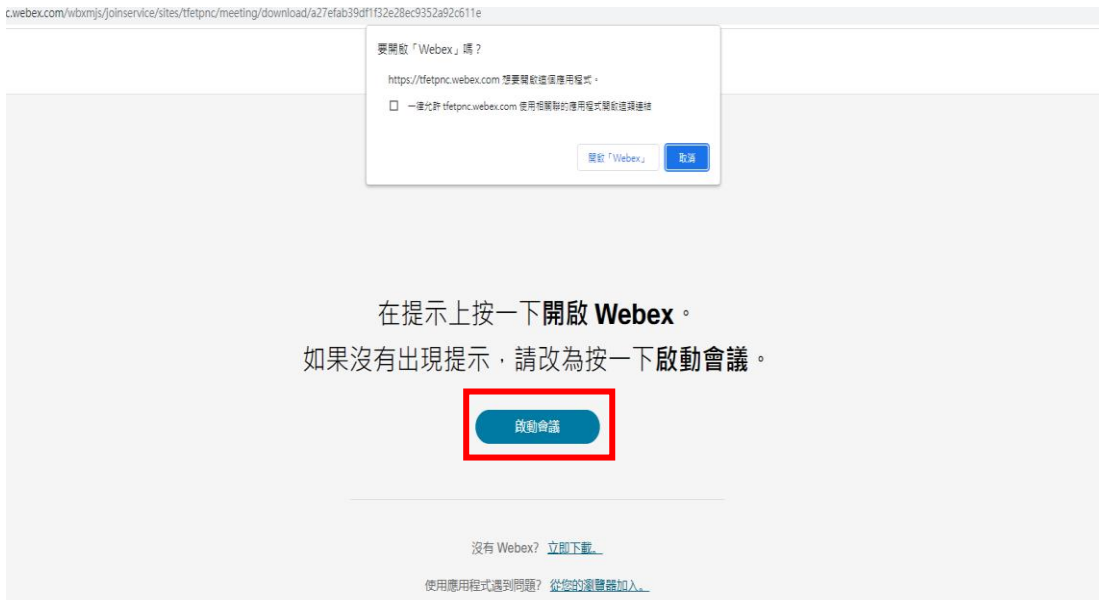 c.webex.com/wbxmjs/joinservice/sites/tfetpnc/meeting/download/a27efab39df1f32e28ec9352a92c611e
要開啟「Webex」嗎？
https://tfetpnc.webex.com 想要開啟這個應用程式。
一律允許 tfetpnc.webex.com 使用相關聯的應用程式開啟這類連結
開啟「Webex」 取消
在提示上按一下開啟 Webex。
如果沒有出現提示，請改為按一下啟動會議。
啟動會議
沒有 Webex? 立即下載。
使用應用程式遇到問題? 從您的瀏覽器加入。